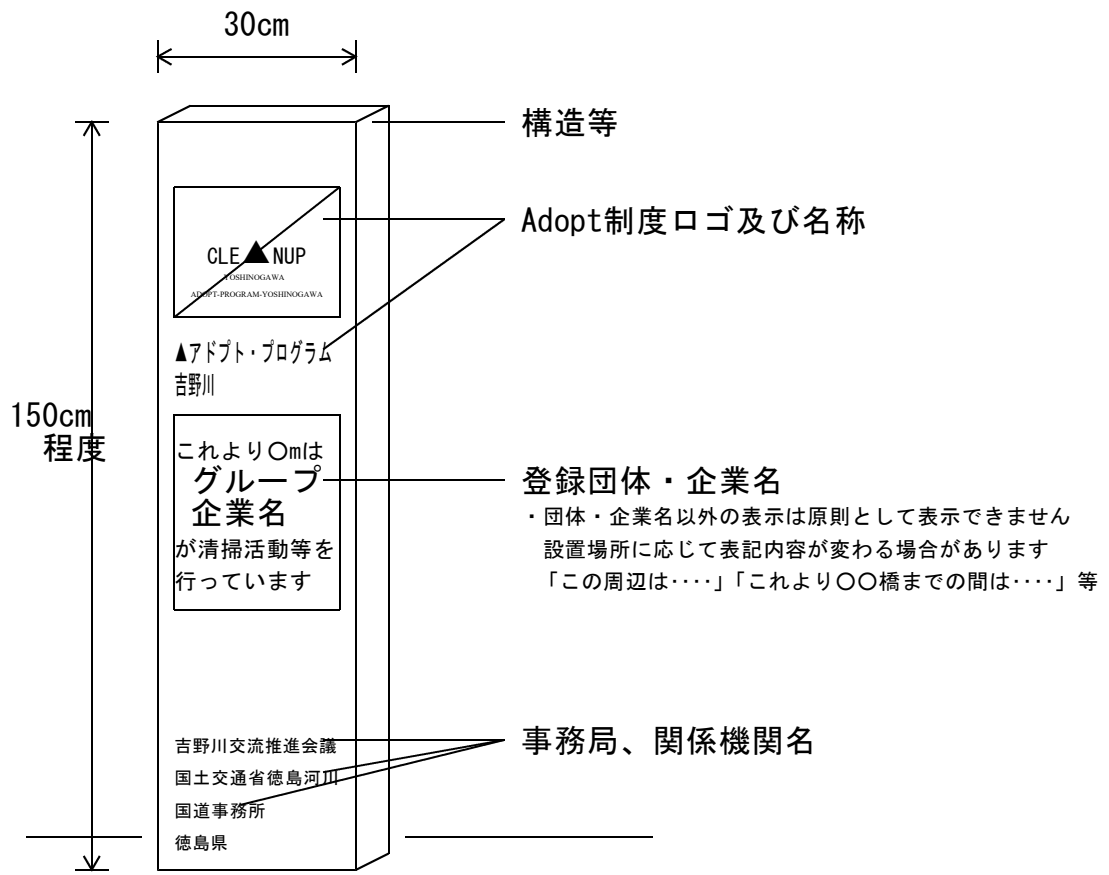 30cm
構造等
Adopt制度ロゴ及び名称
CLE▲NUP
YOSHINOGAWA
ADOPT-PROGRAM-YOSHINOGAWA
▲アドプト・プログラム
吉野川
150cm
程度
これより〇mは
グループ
企業名
が清掃活動等を
行っています
登録団体・企業名
・団体・企業名以外の表示は原則として表示できません
設置場所に応じて表記内容が変わる場合があります
「この周辺は‥‥」「これより〇〇橋までの間は‥‥」等
吉野川交流推進会議
国土交通省徳島河川
国道事務所
徳島県
事務局、関係機関名